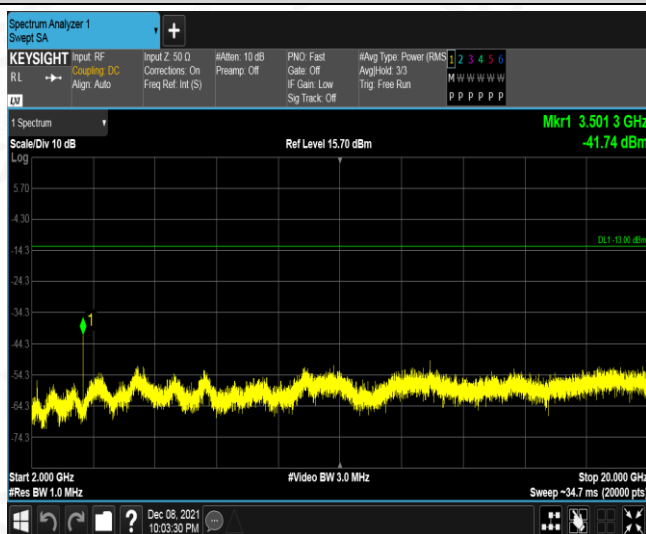 Spectrum Analyzer 1
Swept SA
+
KEYSIGHT
RL
LXI
Input: RF
Coupling: DC
Align: Auto
Input Z: 50 Ω
Corrections: On
Freq Ref: Int (S)
#Atten: 10 dB
Preamp: Off
PNO: Fast
Gate: Off
IF Gain: Low
Sig Track: Off
#Avg Type: Power (RMS
Avg|Hold: 3/3
Trig: Free Run
1 2 3 4 5 6
M W W W W W
P P P P P P
1 Spectrum
Mkr1 3.501 3 GHz
-41.74 dBm
Scale/Div 10 dB
Ref Level 15.70 dBm
Log
5.70
-4.30
-14.3
-24.3
-34.3
-44.3
-54.3
-64.3
-74.3
DL1 -13.00 dBm
1
Start 2.000 GHz
#Video BW 3.0 MHz
Stop 20.000 GHz
#Res BW 1.0 MHz
Sweep ~34.7 ms (20000 pts)
?
Dec 08, 2021
10:03:30 PM